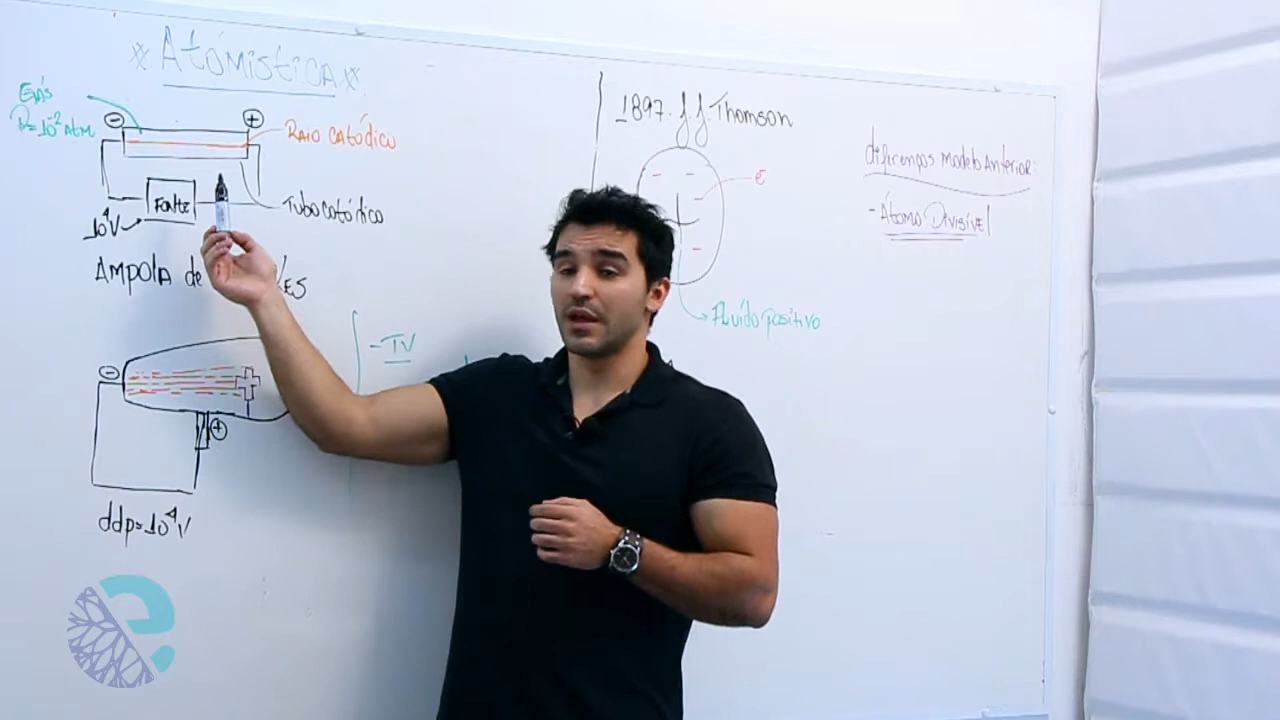 * Atomística *
Gás
P=10⁻² Atm
−
+
Raio Catódico
Fonte
10⁴V
Tubo Catódico
Ampola de
ES
−
+
ddp=10⁴V
- TV
1897. J.J. Thomson
e
Fluído positivo
diferenças Modelo Anterior:
- Átomo Divisível